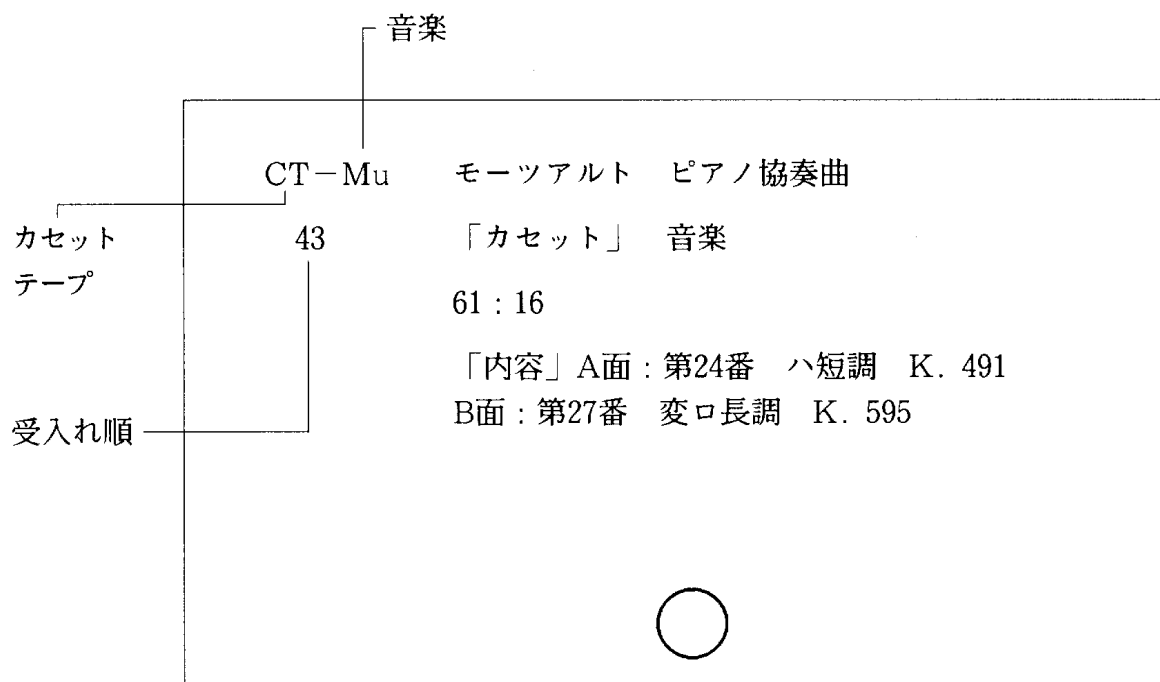 音楽
CT-Mu モーツアルト ピアノ協奏曲
カセット
テープ
43 「カセット」 音楽
61:16
「内容」A面:第24番 ハ短調 K. 491
B面:第27番 変ロ長調 K. 595
受入れ順